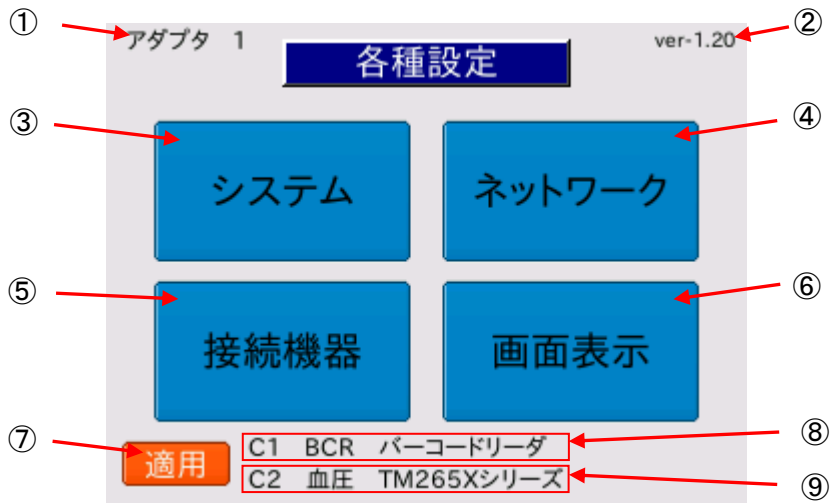 ① アダプタ 1 各種設定 ver-1.20 ②
③ システム ネットワーク ④
⑤ 接続機器 画面表示 ⑥
⑦ 適用 C1 BCR バーコードリーダ ⑧
C2 血圧 TM265Xシリーズ ⑨